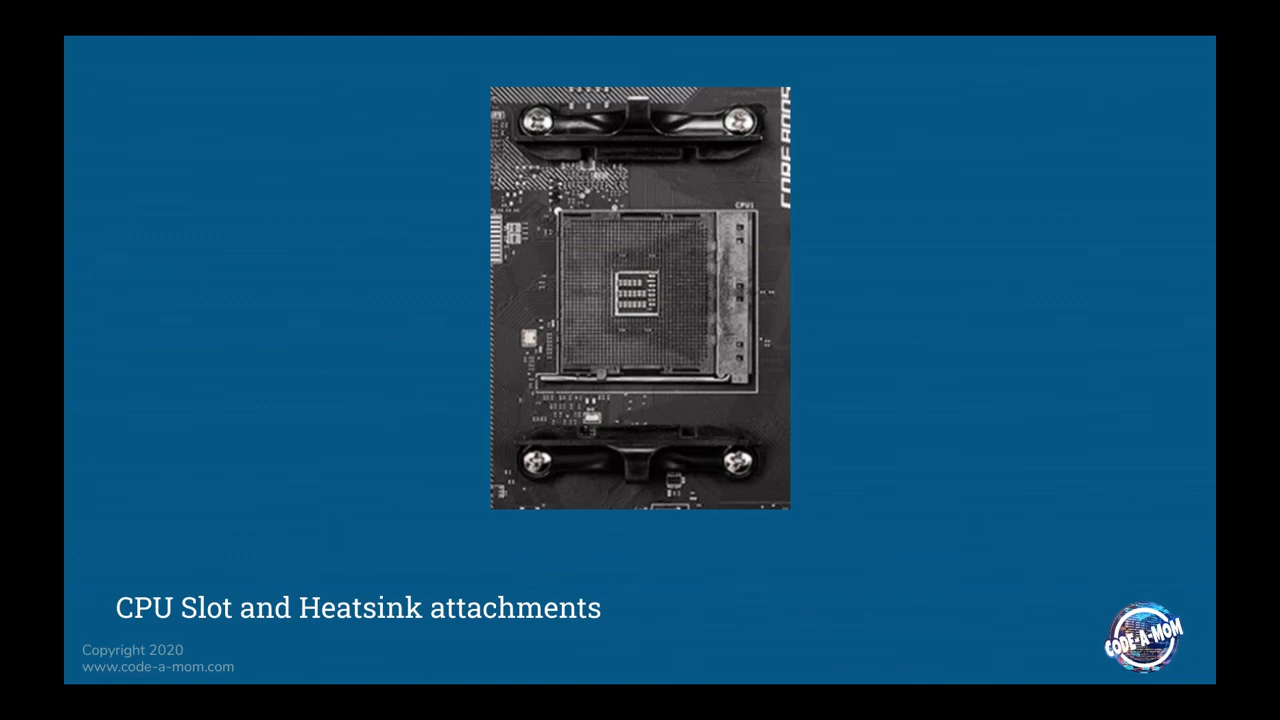 CPU1
CPU Slot and Heatsink attachments
Copyright 2020
www.code-a-mom.com
CODE-A-MOM